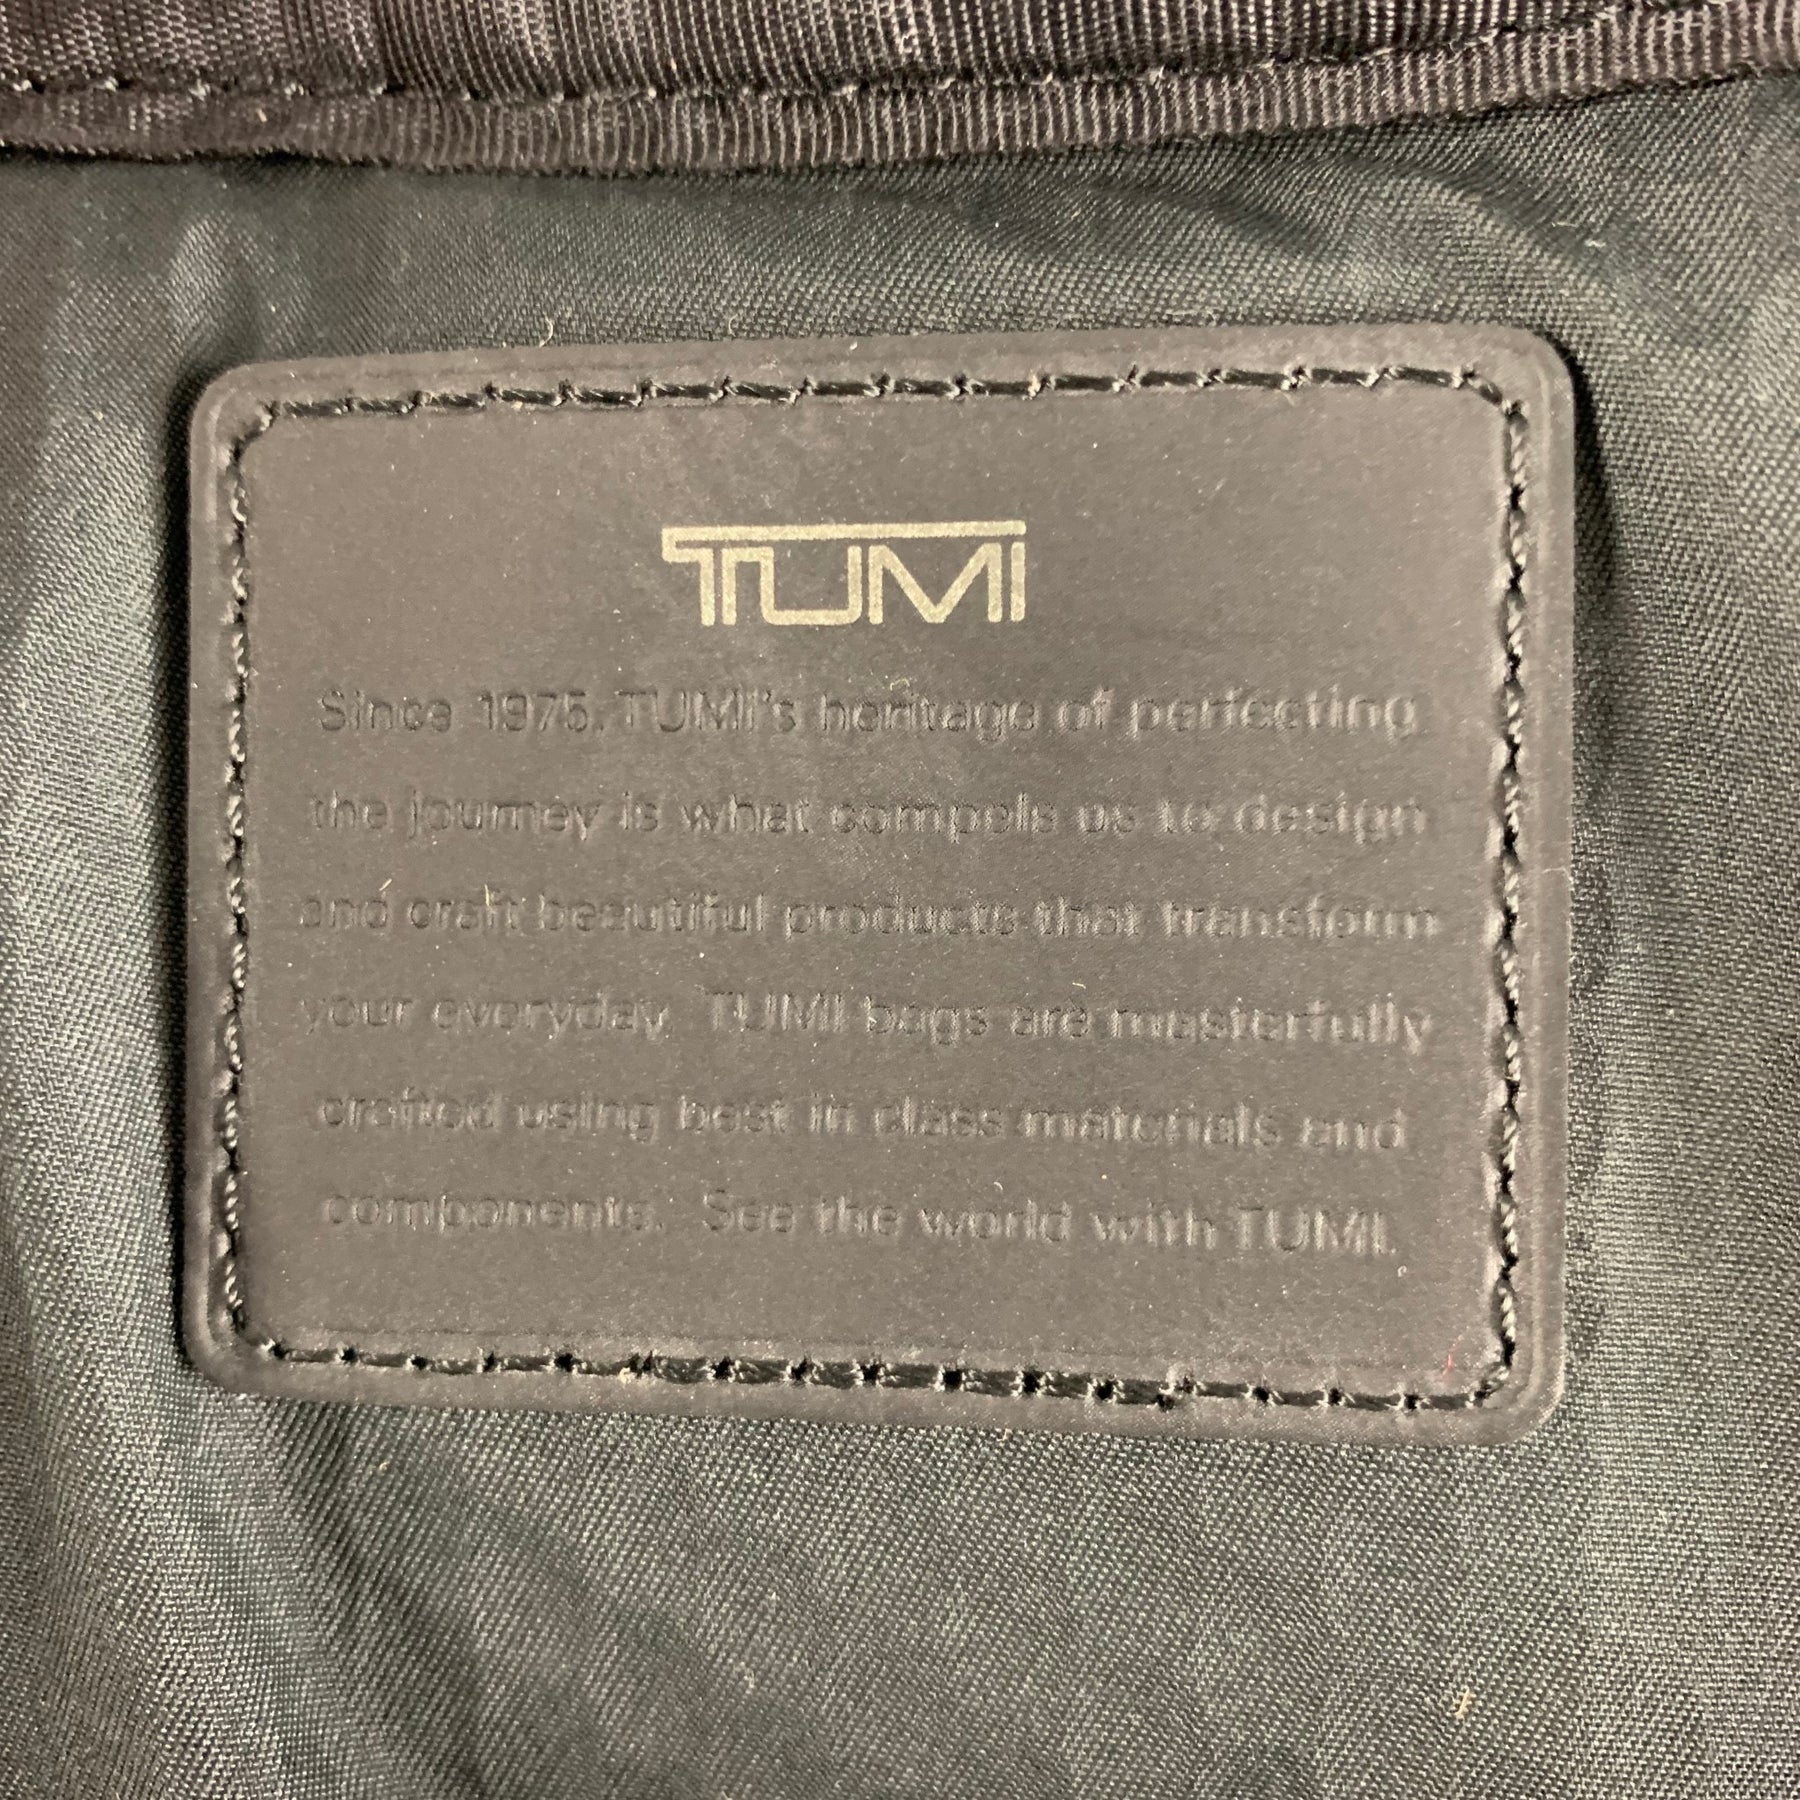 TUMI
Since 1975, TUMI's heritage of perfecting
the journey is what compels us to design
and craft beautiful products that transform
your everyday. TUMI bags are masterfully
crafted using best in class materials and
components. See the world with TUMI.